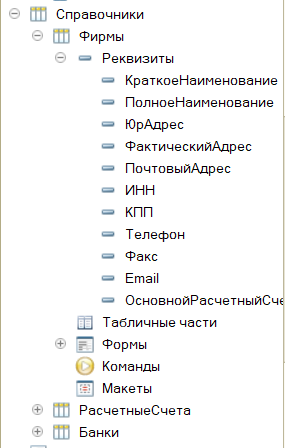 Справочники
Фирмы
Реквизиты
КраткоеНаименование
ПолноеНаименование
ЮрАдрес
ФактическийАдрес
ПочтовыйАдрес
ИНН
КПП
Телефон
Факс
Email
ОсновнойРасчетныйСче
Табличные части
Формы
Команды
Макеты
РасчетныеСчета
Банки